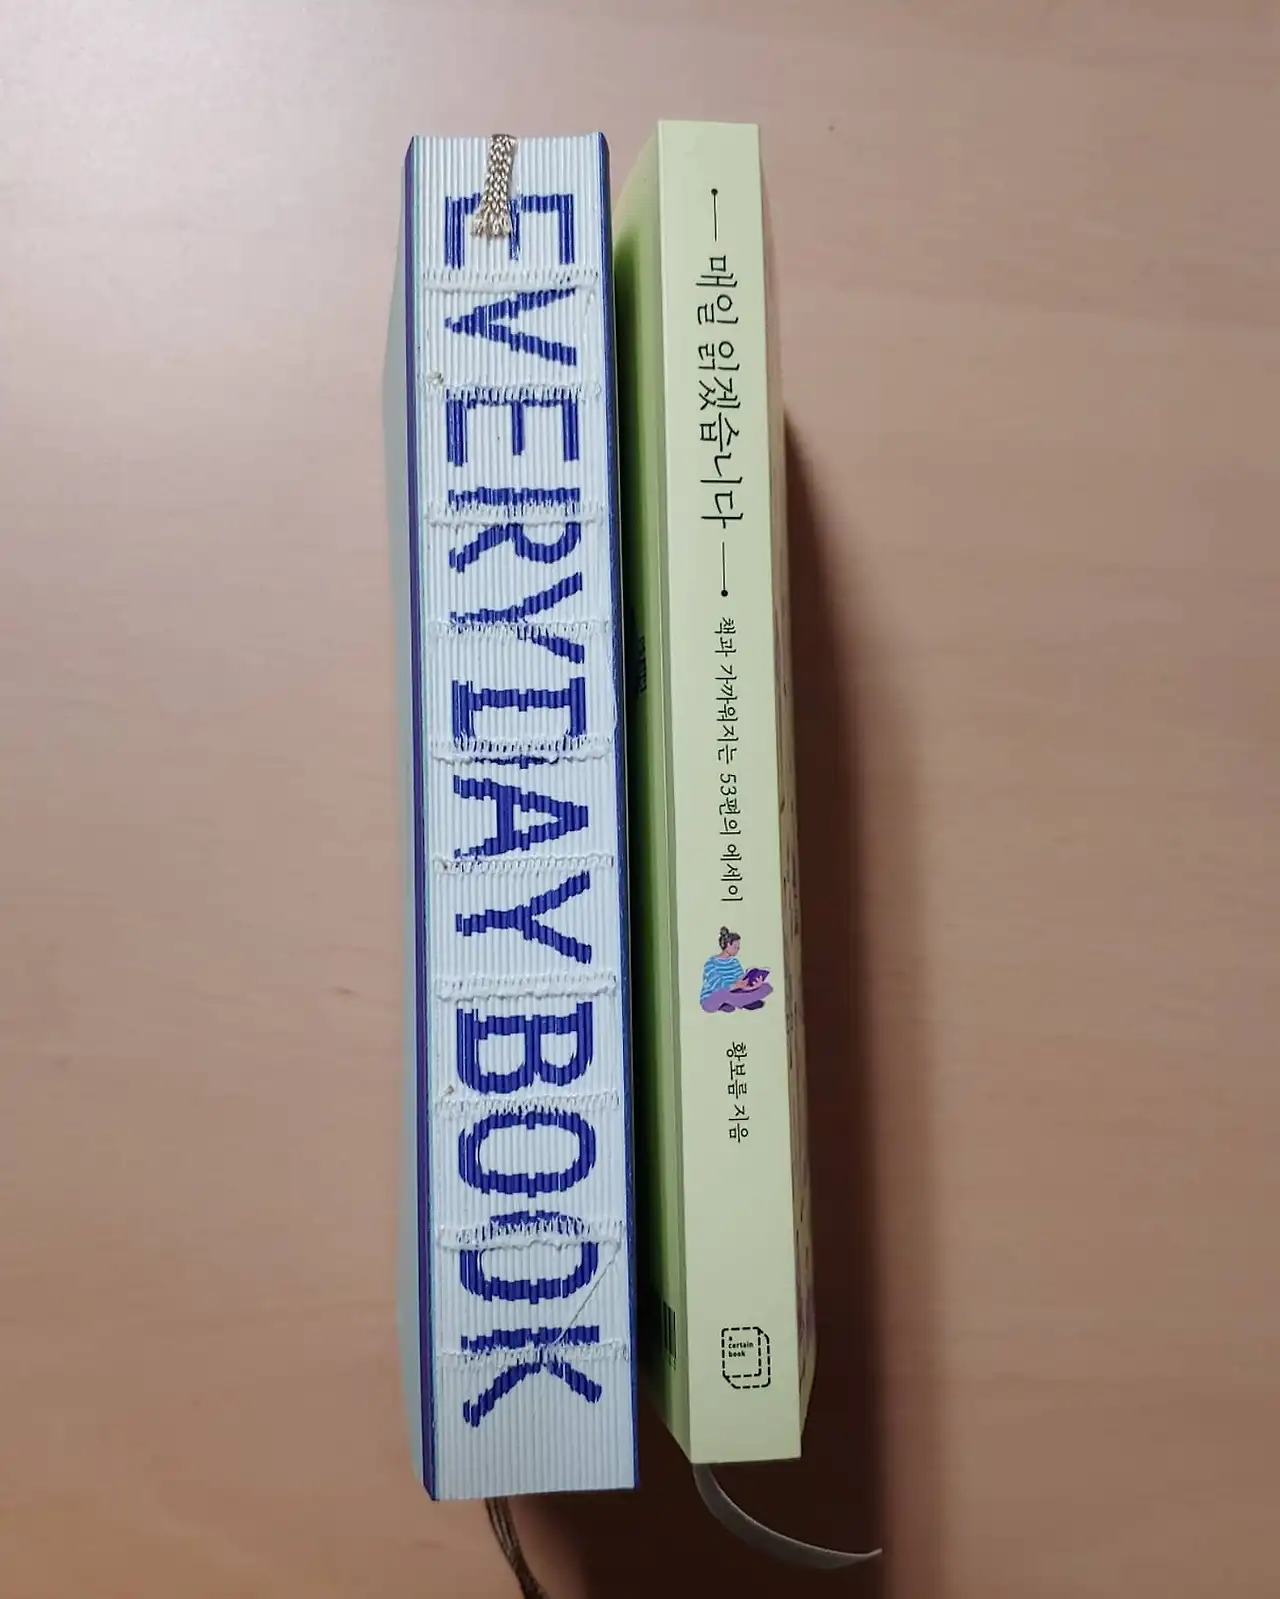 EVERYDAYBOOK
매일 읽겠습니다
책과 가까워지는 53편의 에세이
황보름 지음
certain
book